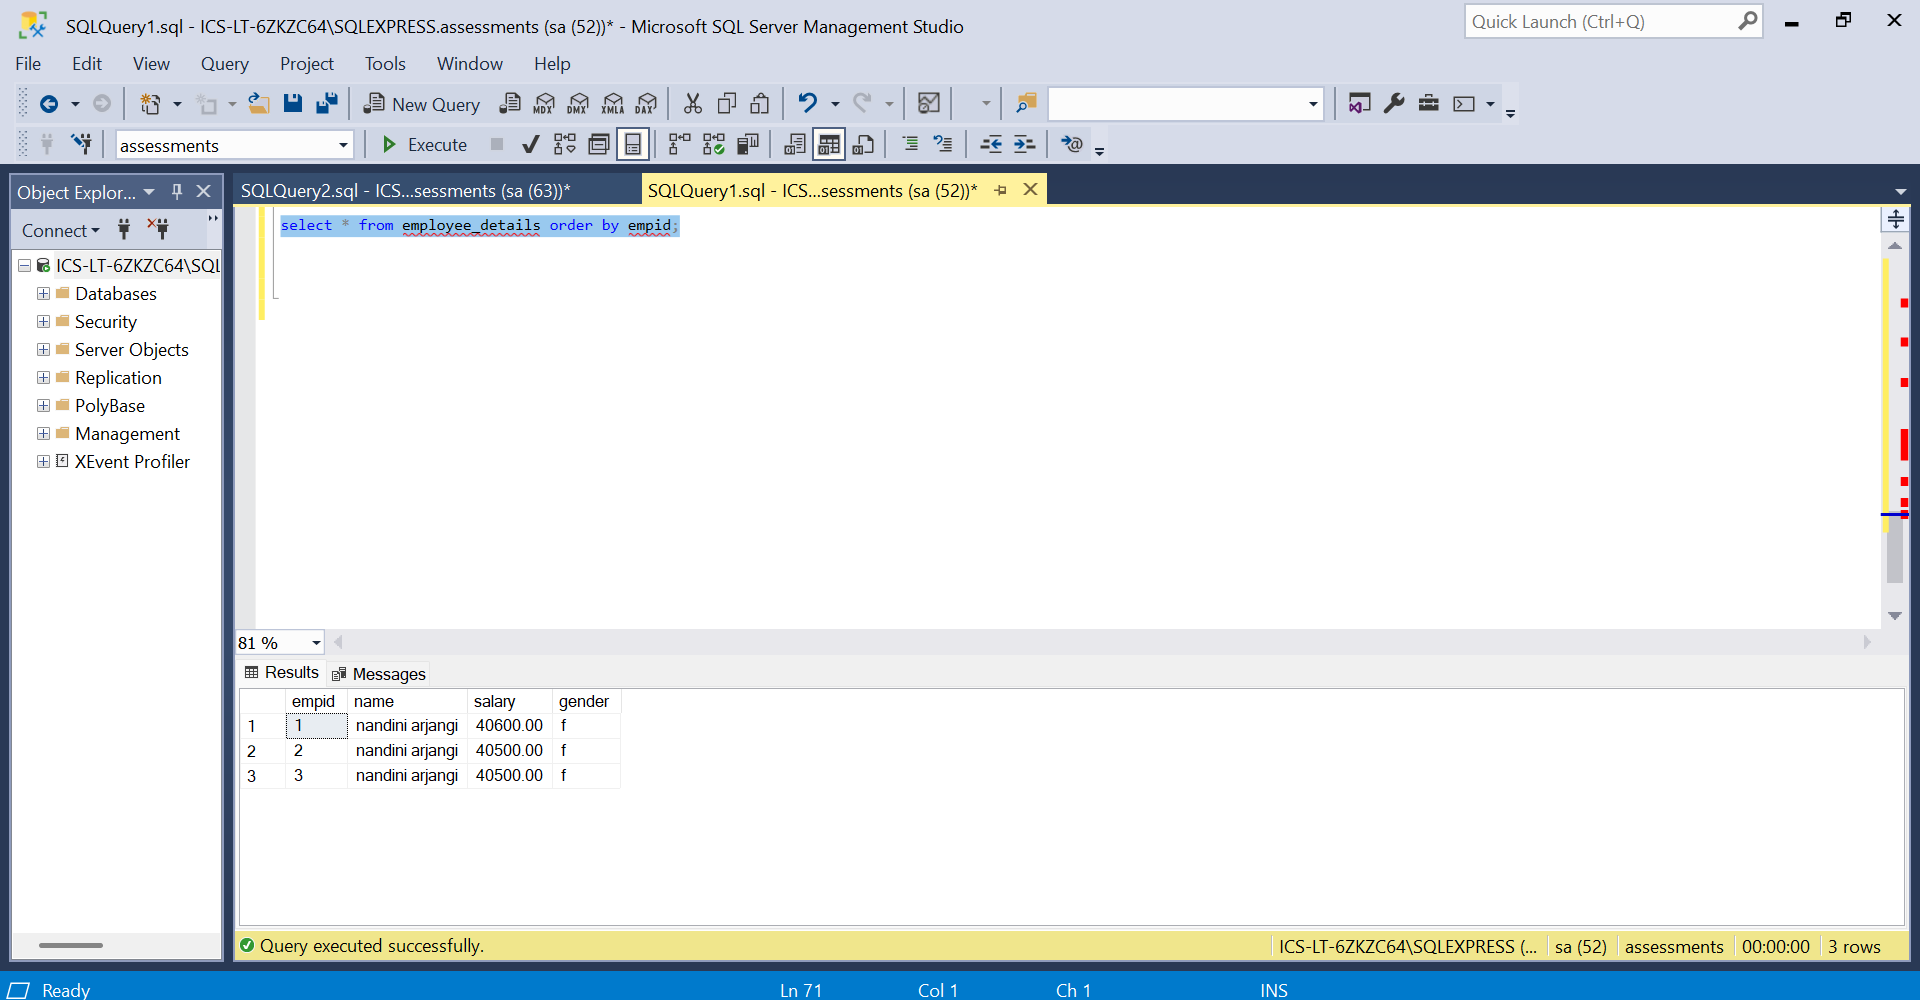 SQLQuery1.sql - ICS-LT-6ZKZC64\SQLEXPRESS.assessments (sa (52))* - Microsoft SQL Server Management Studio
Quick Launch (Ctrl+Q)
File Edit View Query Project Tools Window Help
New Query MDX DMX XMLA DAX
assessments Execute
Object Explor...
SQLQuery2.sql - ICS...sessments (sa (63))* SQLQuery1.sql - ICS...sessments (sa (52))*
Connect
select * from employee_details order by empid;
ICS-LT-6ZKZC64\SQL
Databases
Security
Server Objects
Replication
PolyBase
Management
XEvent Profiler
81 %
Results Messages
empid name salary gender
1 1 nandini arjangi 40600.00 f
2 2 nandini arjangi 40500.00 f
3 3 nandini arjangi 40500.00 f
Query executed successfully. ICS-LT-6ZKZC64\SQLEXPRESS (... sa (52) assessments 00:00:00 3 rows
Ready Ln 71 Col 1 Ch 1 INS